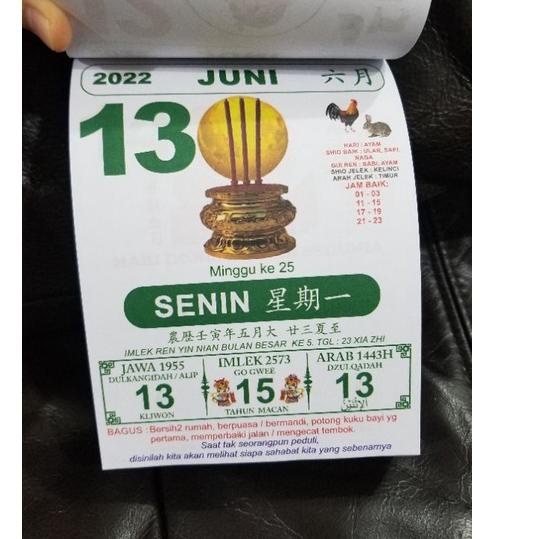 2022 JUNI 六月
13
HARI : AYAM
SHIO BAIK : ULAR, SAPI,
NAGA
GUI REN : BABI, AYAM
SHIO JELEK : KELINCI
ARAH JELEK : TIMUR
JAM BAIK:
01 - 03
11 - 15
17 - 19
21 - 23
Minggu ke 25
SENIN 星期一
農歷壬寅年五月大 廿三夏至
IMLEK REN YIN NIAN BULAN BESAR KE 5. TGL : 23 XIA ZHI
JAWA 1955
DULKANGIDAH / ALIP
13
KLIWON
IMLEK 2573
GO GWEE
15
TAHUN MACAN
ARAB 1443H
DZULQADAH
13
الإثنين
BAGUS : Bersih2 rumah, berpuasa / bermandi, potong kuku bayi yg
pertama, memperbaiki jalan / mengecat tembok.
Saat tak seorangpun peduli,
disinilah kita akan melihat siapa sahabat kita yang sebenarnya